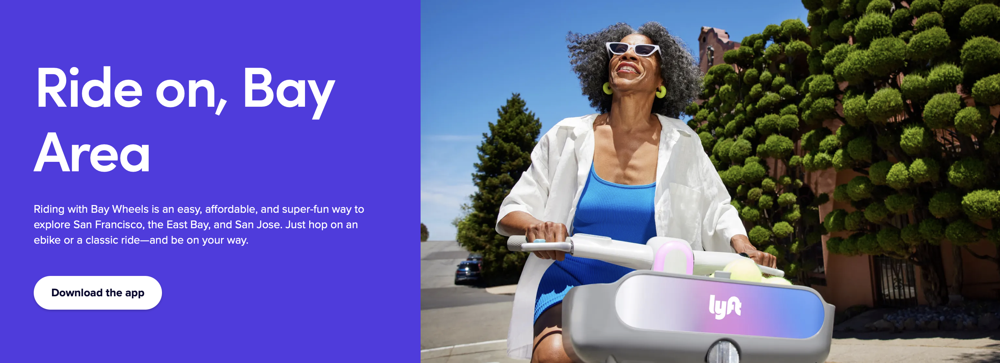 Ride on, Bay
Area
Riding with Bay Wheels is an easy, affordable, and super-fun way to
explore San Francisco, the East Bay, and San Jose. Just hop on an
ebike or a classic ride—and be on your way.
Download the app
lyft